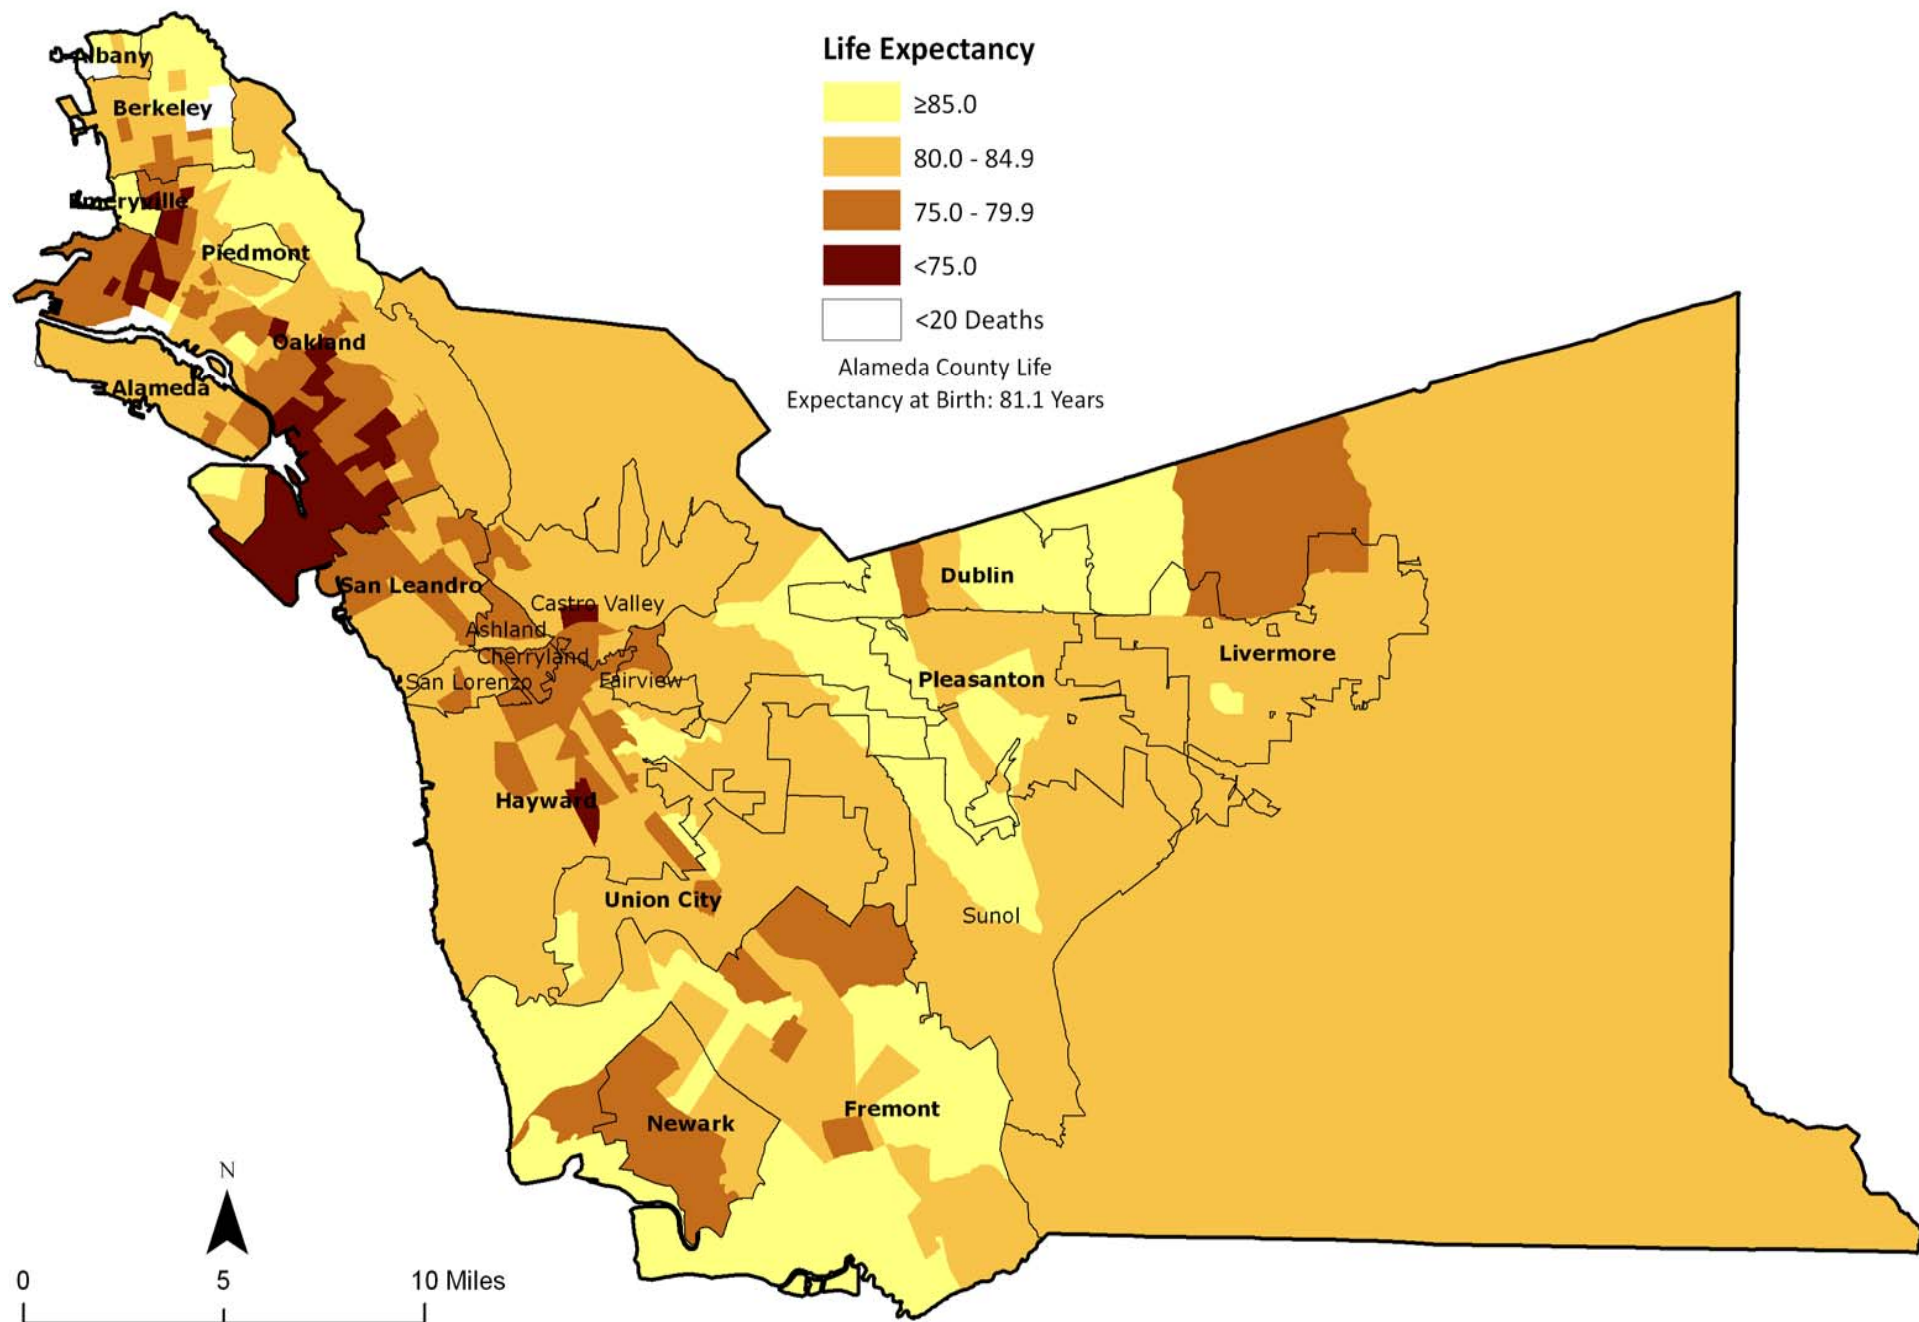 Life Expectancy
≥85.0
80.0 - 84.9
75.0 - 79.9
<75.0
<20 Deaths
Alameda County Life
Expectancy at Birth: 81.1 Years
Albany
Berkeley
Emeryville
Piedmont
Oakland
Alameda
San Leandro
Castro Valley
Ashland
Cherryland
San Lorenzo
Fairview
Dublin
Livermore
Pleasanton
Hayward
Union City
Sunol
Fremont
Newark
N
0 5 10 Miles